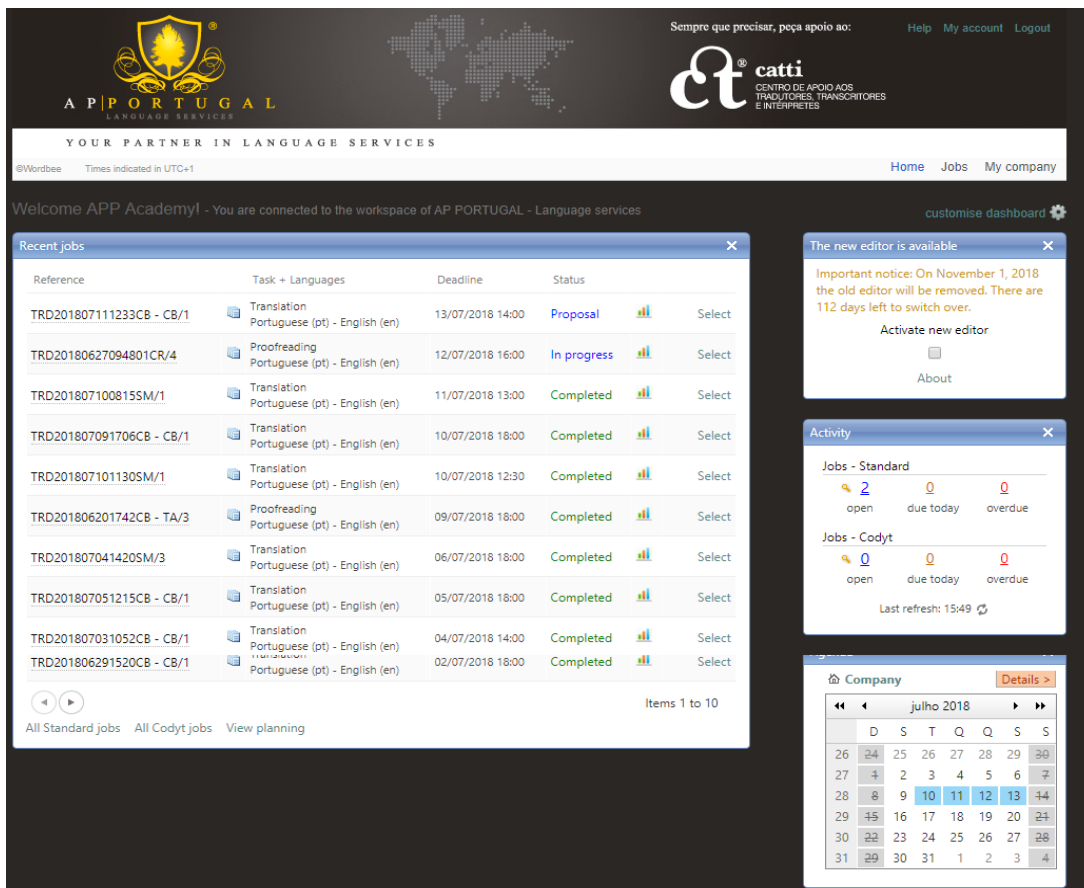 Sempre que precisar, peça apoio ao:
Help My account Logout
®
®
catti
CENTRO DE APOIO AOS
TRADUTORES, TRANSCRITORES
E INTÉRPRETES
AP|PORTUGAL
LANGUAGE SERVICES
YOUR PARTNER IN LANGUAGE SERVICES
©Wordbee Times indicated in UTC+1
Home Jobs My company
Welcome APP Academy! - You are connected to the workspace of AP PORTUGAL - Language services
customise dashboard
Recent jobs
Reference Task + Languages Deadline Status
TRD201807111233CB - CB/1 Translation 13/07/2018 14:00 Proposal Select
Portuguese (pt) - English (en)
TRD20180627094801CR/4 Proofreading 12/07/2018 16:00 In progress Select
Portuguese (pt) - English (en)
TRD201807100815SM/1 Translation 11/07/2018 13:00 Completed Select
Portuguese (pt) - English (en)
TRD201807091706CB - CB/1 Translation 10/07/2018 18:00 Completed Select
Portuguese (pt) - English (en)
TRD201807101130SM/1 Translation 10/07/2018 12:30 Completed Select
Portuguese (pt) - English (en)
TRD201806201742CB - TA/3 Proofreading 09/07/2018 18:00 Completed Select
Portuguese (pt) - English (en)
TRD201807041420SM/3 Translation 06/07/2018 18:00 Completed Select
Portuguese (pt) - English (en)
TRD201807051215CB - CB/1 Translation 05/07/2018 18:00 Completed Select
Portuguese (pt) - English (en)
TRD201807031052CB - CB/1 Translation 04/07/2018 14:00 Completed Select
Portuguese (pt) - English (en)
TRD201806291520CB - CB/1 Translation 02/07/2018 18:00 Completed Select
Portuguese (pt) - English (en)
Items 1 to 10
All Standard jobs All Codyt jobs View planning
The new editor is available
Important notice: On November 1, 2018
the old editor will be removed. There are
112 days left to switch over.
Activate new editor
About
Activity
Jobs - Standard
2 0 0
open due today overdue
Jobs - Codyt
0 0 0
open due today overdue
Last refresh: 15:49
Company Details >
julho 2018
D S T Q Q S S
26 24 25 26 27 28 29 30
27 1 2 3 4 5 6 7
28 8 9 10 11 12 13 14
29 15 16 17 18 19 20 21
30 22 23 24 25 26 27 28
31 29 30 31 1 2 3 4